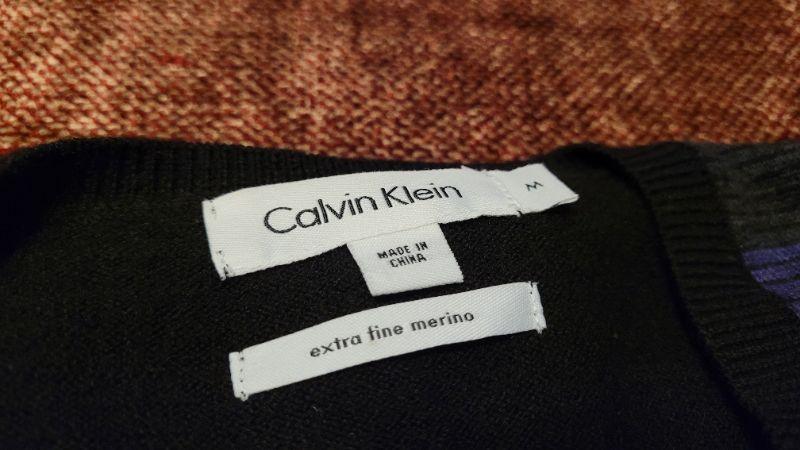 Calvin Klein
M
MADE IN
CHINA
extra fine merino